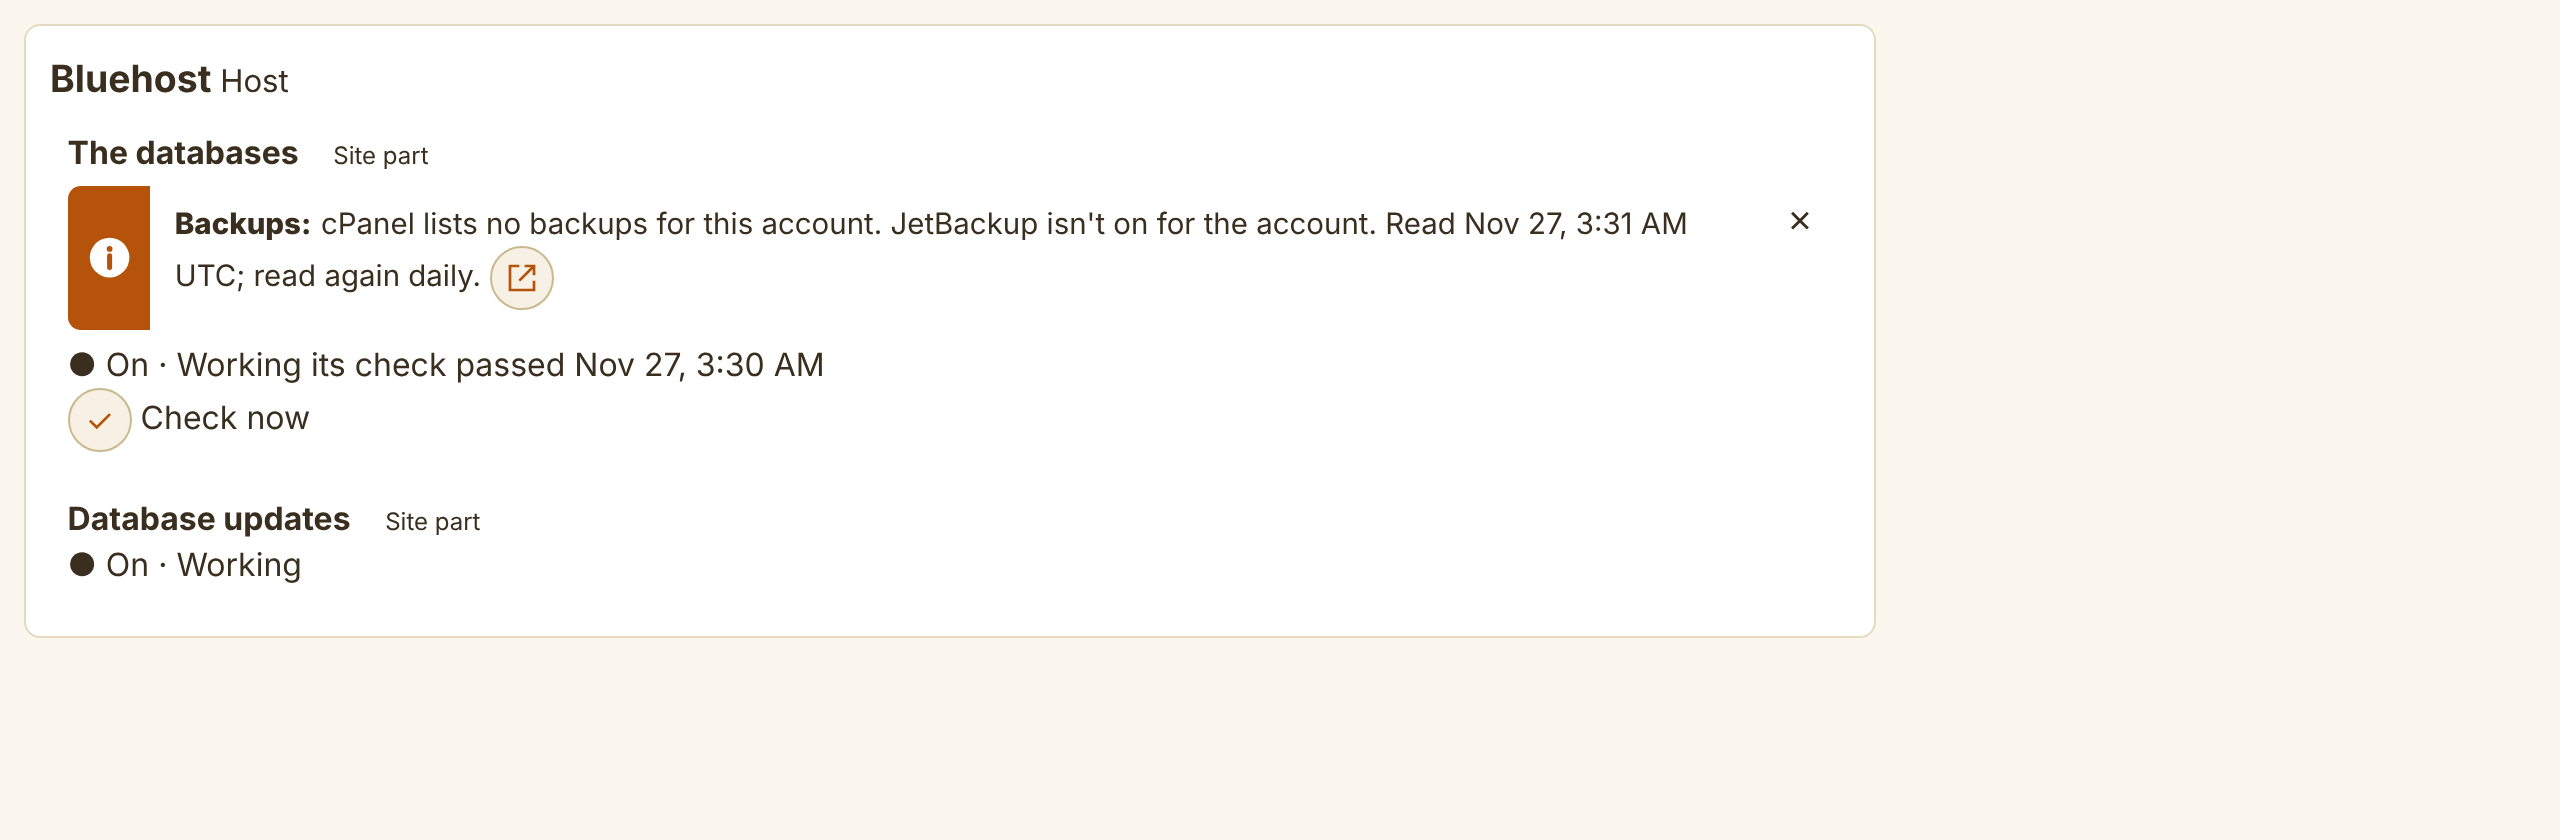 Bluehost Host
The databases Site part
Backups: cPanel lists no backups for this account. JetBackup isn't on for the account. Read Nov 27, 3:31 AM
UTC; read again daily.
On · Working its check passed Nov 27, 3:30 AM
Check now
Database updates Site part
On · Working